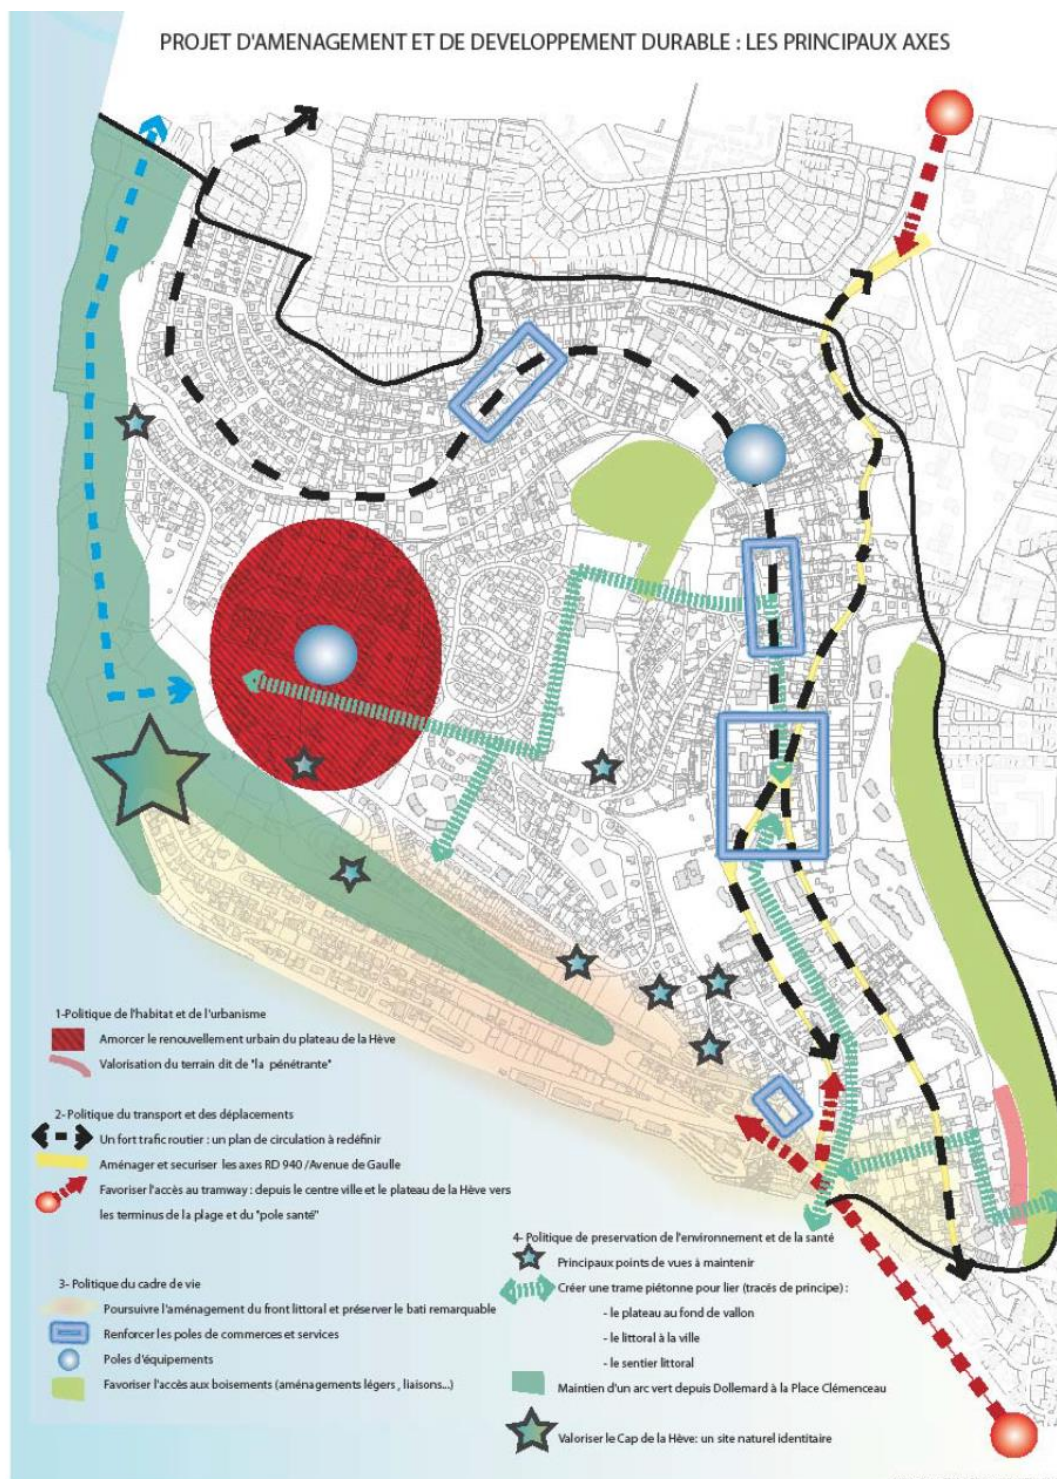 PROJET D'AMENAGEMENT ET DE DEVELOPPEMENT DURABLE : LES PRINCIPAUX AXES
1-Politique de l'habitat et de l'urbanisme
Amorcer le renouvellement urbain du plateau de la Hève
Valorisation du terrain dit de "la pénétrante"
2- Politique du transport et des déplacements
Un fort trafic routier : un plan de circulation à redéfinir
Aménager et securiser les axes RD 940 /Avenue de Gaulle
Favoriser l'accès au tramway : depuis le centre ville et le plateau de la Hève vers
les terminus de la plage et du "pole santé"
3- Politique du cadre de vie
Poursuivre l'aménagement du front littoral et préserver le bati remarquable
Renforcer les poles de commerces et services
Poles d'équipements
Favoriser l'accès aux boisements (aménagements légers , liaisons...)
4- Politique de preservation de l'environnement et de la santé
Principaux points de vues à maintenir
Créer une trame piétonne pour lier (tracés de principe) :
- le plateau au fond de vallon
- le littoral à la ville
- le sentier littoral
Maintien d'un arc vert depuis Dollemard à la Place Clémenceau
Valoriser le Cap de la Hève: un site naturel identitaire